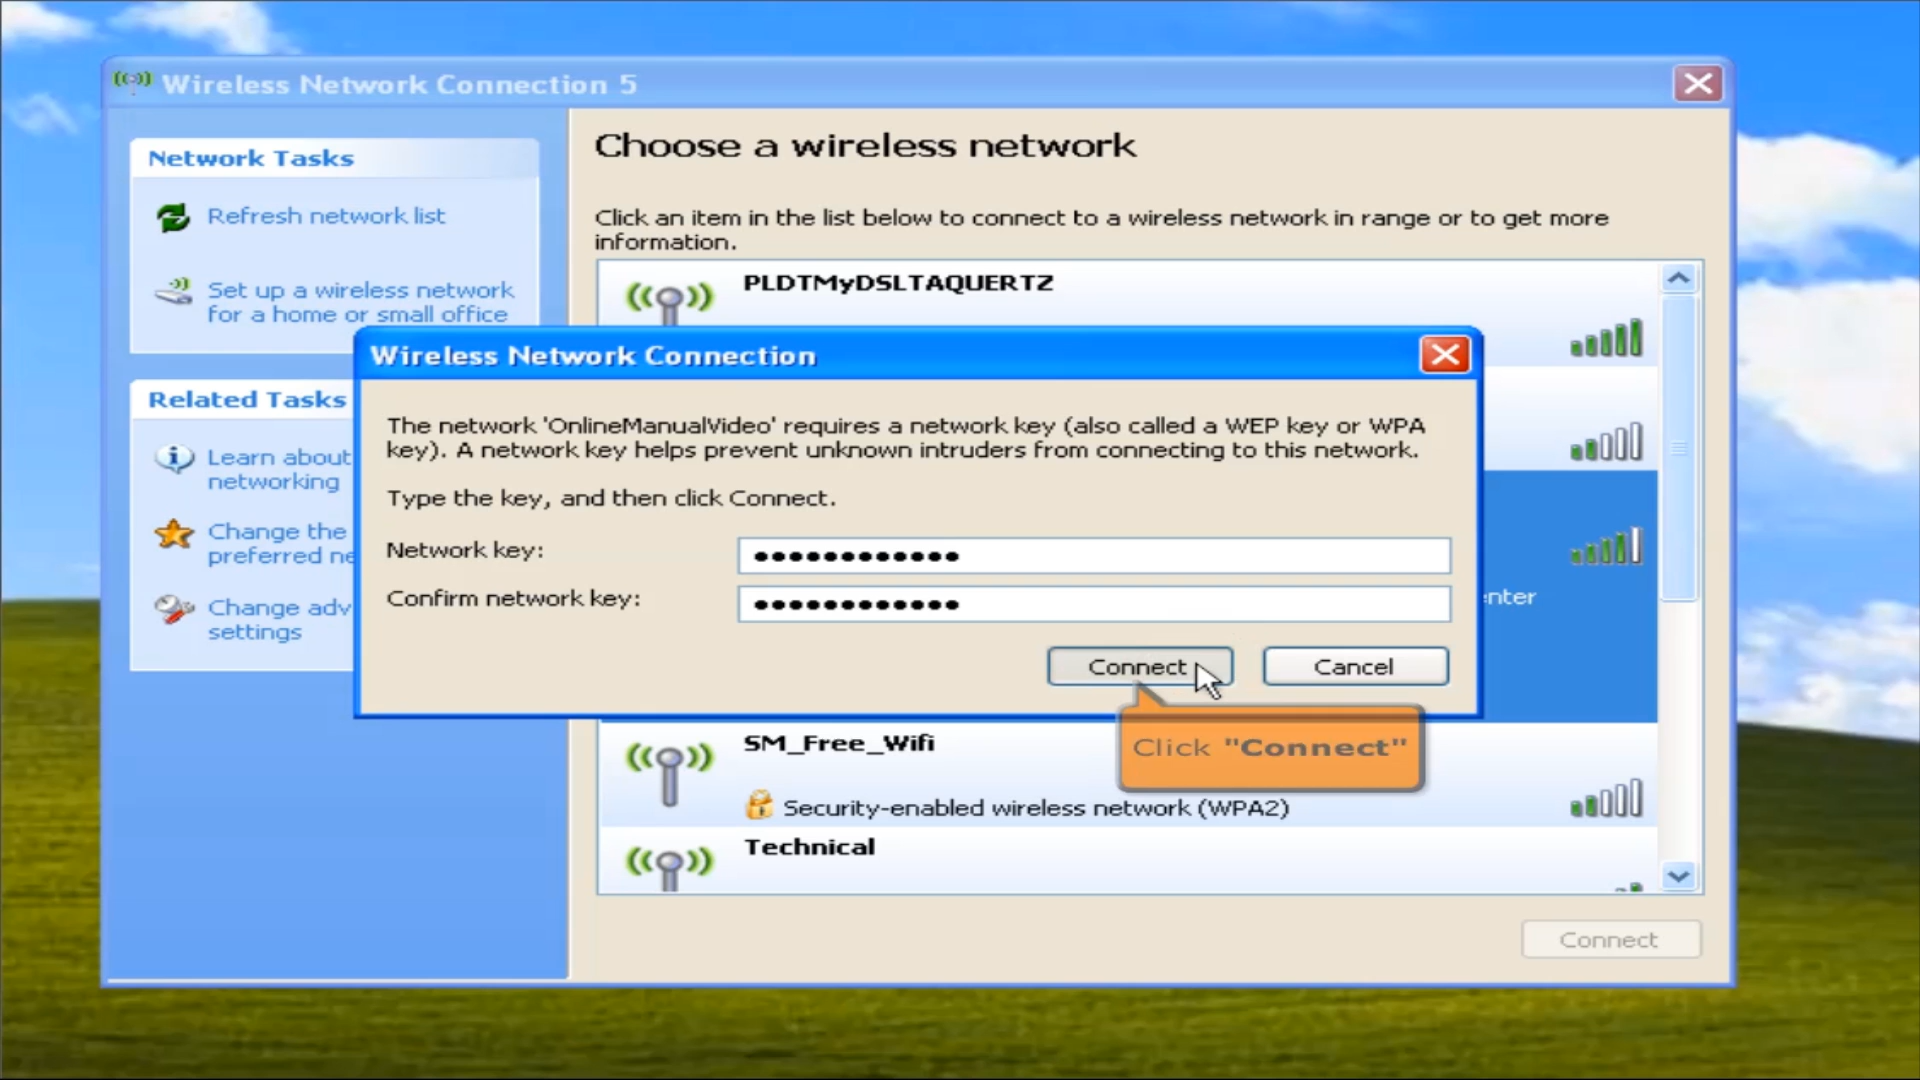 Wireless Network Connection 5
Network Tasks
Refresh network list
Set up a wireless network
for a home or small office
Related Tasks
Learn about
networking
Change the
preferred ne
Change adv
settings
Choose a wireless network
Click an item in the list below to connect to a wireless network in range or to get more
information.
PLDTMyDSLTAQUERTZ
Wireless Network Connection
The network 'OnlineManualVideo' requires a network key (also called a WEP key or WPA
key). A network key helps prevent unknown intruders from connecting to this network.
Type the key, and then click Connect.
Network key:
Confirm network key:
Connect
Cancel
Click "Connect"
enter
SM_Free_Wifi
Security-enabled wireless network (WPA2)
Technical
Connect